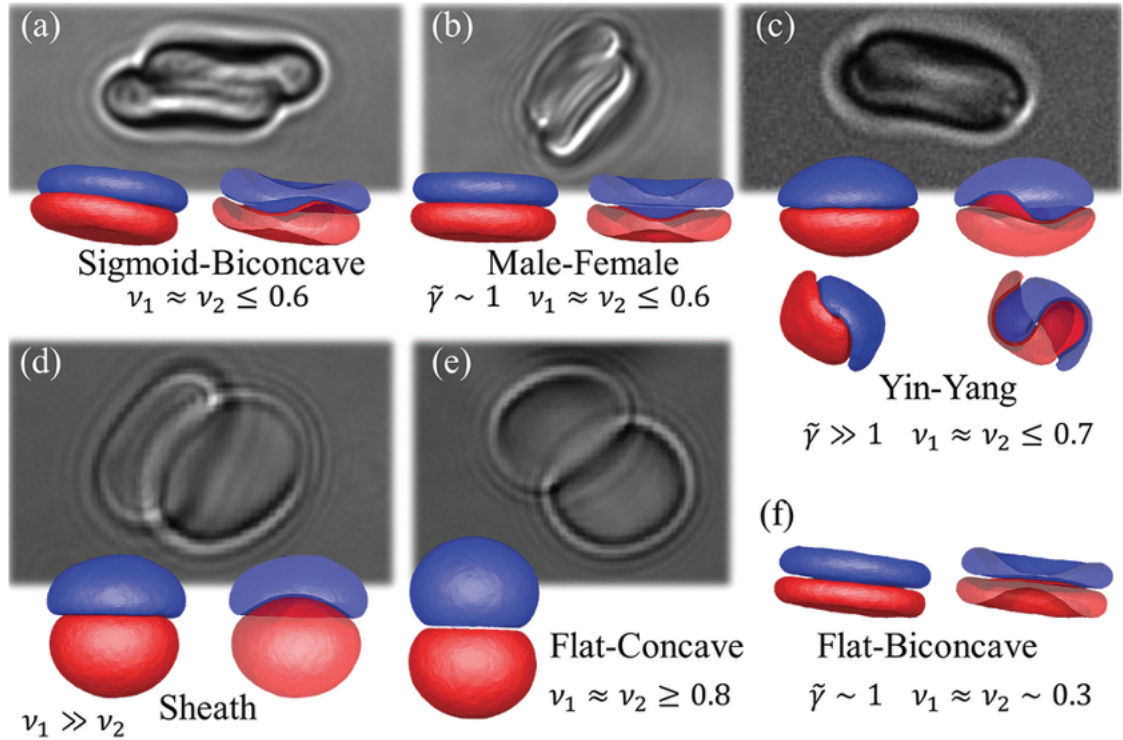 (a)
Sigmoid-Biconcave
ν₁ ≈ ν₂ ≤ 0.6
(b)
Male-Female
γ̃ ~ 1 ν₁ ≈ ν₂ ≤ 0.6
(c)
Yin-Yang
γ̃ ≫ 1 ν₁ ≈ ν₂ ≤ 0.7
(d)
Sheath
ν₁ ≫ ν₂
(e)
Flat-Concave
ν₁ ≈ ν₂ ≥ 0.8
(f)
Flat-Biconcave
γ̃ ~ 1 ν₁ ≈ ν₂ ~ 0.3